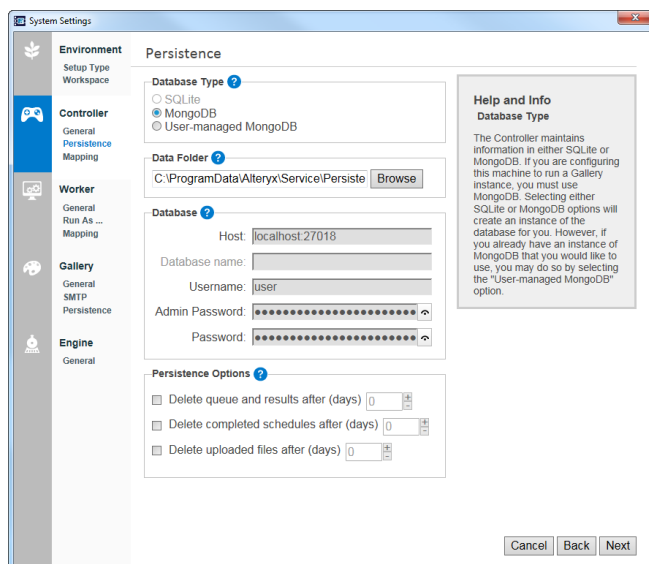 System Settings
Environment
Setup Type
Workspace
Controller
General
Persistence
Mapping
Worker
General
Run As ...
Mapping
Gallery
General
SMTP
Persistence
Engine
General
Persistence
Database Type ?
SQLite
MongoDB
User-managed MongoDB
Data Folder ?
C:\ProgramData\Alteryx\Service\Persiste Browse
Database ?
Host: localhost:27018
Database name:
Username: user
Admin Password:
Password:
Persistence Options ?
Delete queue and results after (days) 0
Delete completed schedules after (days) 0
Delete uploaded files after (days) 0
Help and Info
Database Type
The Controller maintains
information in either SQLite or
MongoDB. If you are configuring
this machine to run a Gallery
instance, you must use
MongoDB. Selecting either
SQLite or MongoDB options will
create an instance of the
database for you. However, if
you already have an instance of
MongoDB that you would like to
use, you may do so by selecting
the "User-managed MongoDB"
option.
Cancel Back Next